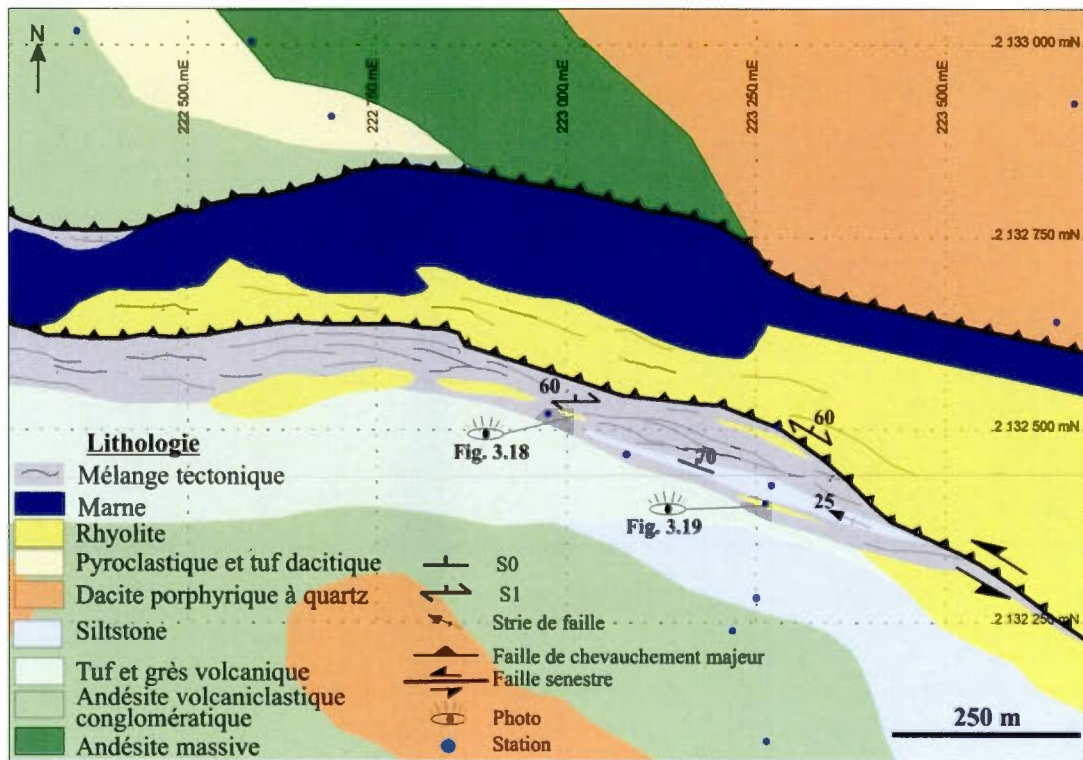 N
222 500.mE
222 750.mE
223 000.mE
223 250.mE
223 500.mE
.2 133 000 mN
.2 132 750 mN
.2 132 500 mN
.2 132 250 mN
60
60
70
25
Fig. 3.18
Fig. 3.19
Lithologie
Mélange tectonique
Marne
Rhyolite
Pyroclastique et tuf dacitique
Dacite porphyrique à quartz
Siltstone
Tuf et grès volcanique
Andésite volcaniclastique
conglomératique
Andésite massive
S0
S1
Strie de faille
Faille de chevauchement majeur
Faille senestre
Photo
Station
250 m